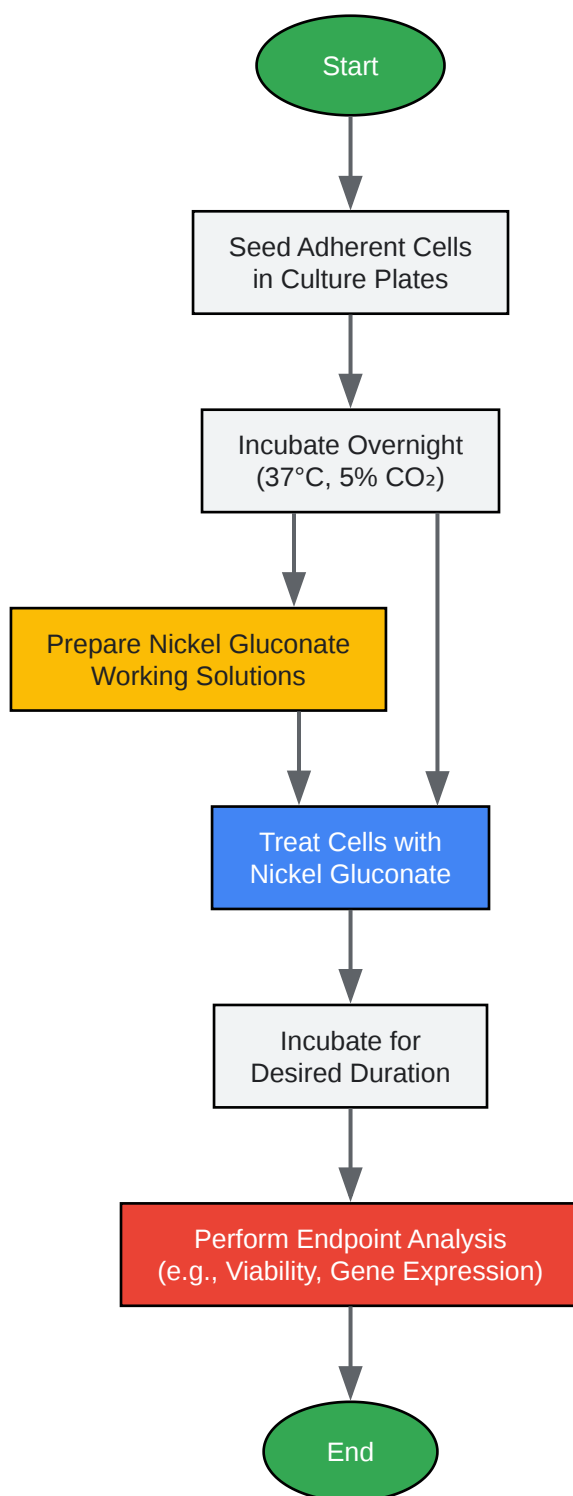 Start
Seed Adherent Cells
in Culture Plates
Incubate Overnight
(37°C, 5% CO₂)
Prepare Nickel Gluconate
Working Solutions
Treat Cells with
Nickel Gluconate
Incubate for
Desired Duration
Perform Endpoint Analysis
(e.g., Viability, Gene Expression)
End